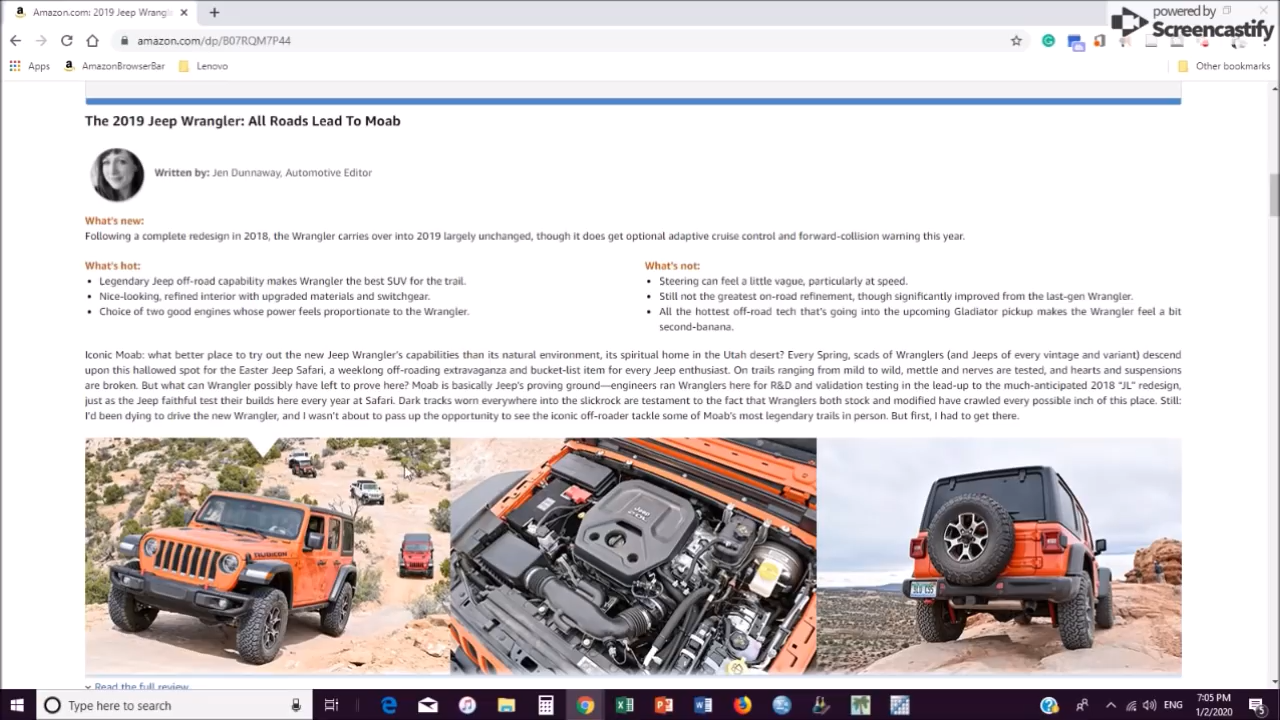 Amazon.com: 2019 Jeep Wrangl
powered by
Screencastify
amazon.com/dp/B07RQM7P44
Apps
AmazonBrowserBar
Lenovo
Other bookmarks
The 2019 Jeep Wrangler: All Roads Lead To Moab
Written by: Jen Dunnaway, Automotive Editor
What's new:
Following a complete redesign in 2018, the Wrangler carries over into 2019 largely unchanged, though it does get optional adaptive cruise control and forward-collision warning this year.
What's hot:
• Legendary Jeep off-road capability makes Wrangler the best SUV for the trail.
• Nice-looking, refined interior with upgraded materials and switchgear.
• Choice of two good engines whose power feels proportionate to the Wrangler.
What's not:
• Steering can feel a little vague, particularly at speed.
• Still not the greatest on-road refinement, though significantly improved from the last-gen Wrangler.
• All the hottest off-road tech that's going into the upcoming Gladiator pickup makes the Wrangler feel a bit
second-banana.
Iconic Moab: what better place to try out the new Jeep Wrangler's capabilities than its natural environment, its spiritual home in the Utah desert? Every Spring, scads of Wranglers (and Jeeps of every vintage and variant) descend
upon this hallowed spot for the Easter Jeep Safari, a weeklong off-roading extravaganza and bucket-list item for every Jeep enthusiast. On trails ranging from mild to wild, mettle and nerves are tested, and hearts and suspensions
are broken. But what can Wrangler possibly have left to prove here? Moab is basically Jeep's proving ground—engineers ran Wranglers here for R&D and validation testing in the lead-up to the much-anticipated 2018 "JL" redesign,
just as the Jeep faithful test their builds here every year at Safari. Dark tracks worn everywhere into the slickrock are testament to the fact that Wranglers both stock and modified have crawled every possible inch of this place. Still:
I'd been dying to drive the new Wrangler, and I wasn't about to pass up the opportunity to see the iconic off-roader tackle some of Moab's most legendary trails in person. But first, I had to get there.
RUBICON
Jeep
Read the full review
Type here to search
ENG
7:05 PM
1/2/2020
5